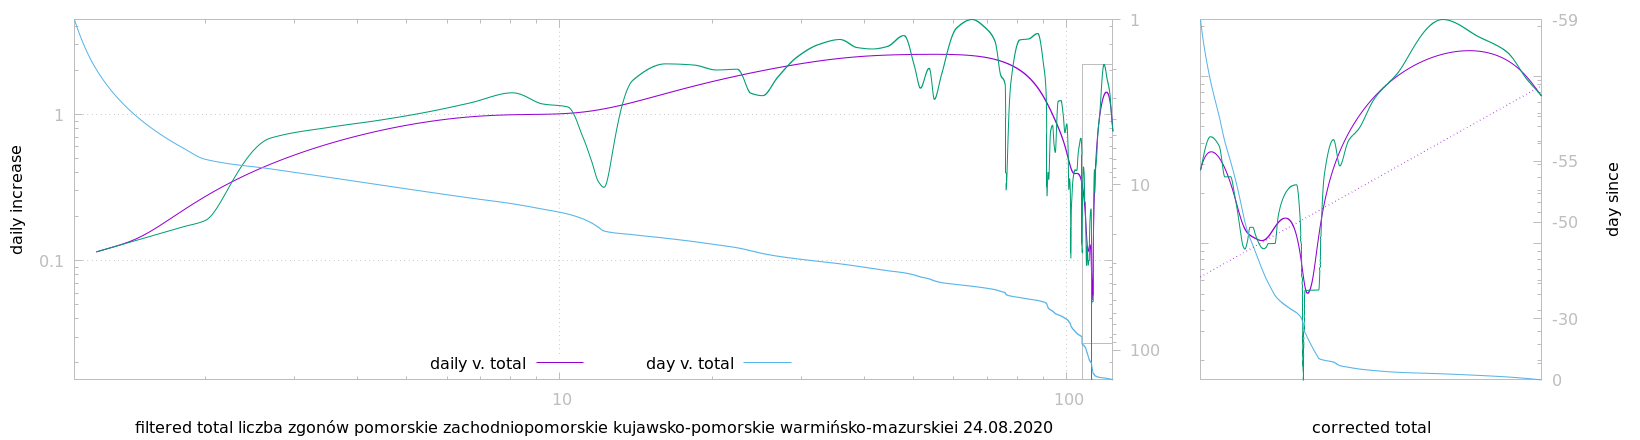 daily increase
1
0.1
daily v. total
day v. total
10
100
1
10
100
filtered total liczba zgonów pomorskie zachodniopomorskie kujawsko-pomorskie warmińsko-mazurskiei 24.08.2020
-59
-55
-50
-30
0
day since
corrected total